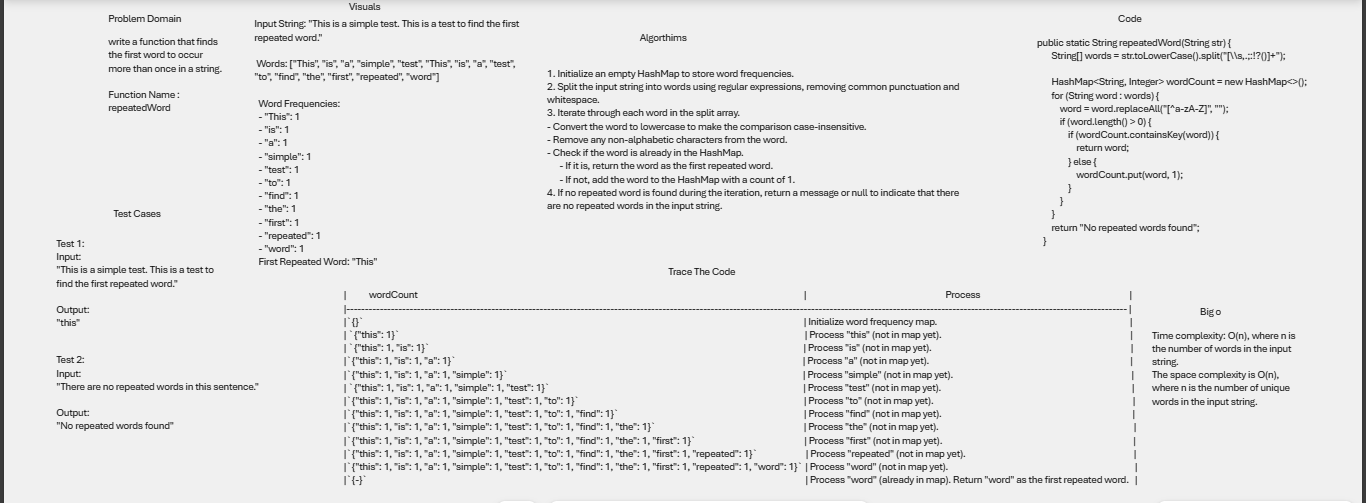 Problem Domain
write a function that finds
the first word to occur
more than once in a string.
Function Name :
repeatedWord
Visuals
Input String: "This is a simple test. This is a test to find the first
repeated word."
Words: ["This", "is", "a", "simple", "test", "This", "is", "a", "test",
"to", "find", "the", "first", "repeated", "word"]
Word Frequencies:
- "This": 1
- "is": 1
- "a": 1
- "simple": 1
- "test": 1
- "to": 1
- "find": 1
- "the": 1
- "first": 1
- "repeated": 1
- "word": 1
First Repeated Word: "This"
Algorthims
1. Initialize an empty HashMap to store word frequencies.
2. Split the input string into words using regular expressions, removing common punctuation and
whitespace.
3. Iterate through each word in the split array.
- Convert the word to lowercase to make the comparison case-insensitive.
- Remove any non-alphabetic characters from the word.
- Check if the word is already in the HashMap.
- If it is, return the word as the first repeated word.
- If not, add the word to the HashMap with a count of 1.
4. If no repeated word is found during the iteration, return a message or null to indicate that there
are no repeated words in the input string.
Code
public static String repeatedWord(String str) {
String[] words = str.toLowerCase().split("[\\s,.;:!?()]+");
HashMap<String, Integer> wordCount = new HashMap<>();
for (String word : words) {
word = word.replaceAll("[^a-zA-Z]", "");
if (word.length() > 0) {
if (wordCount.containsKey(word)) {
return word;
} else {
wordCount.put(word, 1);
}
}
}
return "No repeated words found";
}
Test Cases
Test 1:
Input:
"This is a simple test. This is a test to
find the first repeated word."
Output:
"this"
Test 2:
Input:
"There are no repeated words in this sentence."
Output:
"No repeated words found"
Trace The Code
| wordCount | Process |
|---|
|`{}` | Initialize word frequency map. |
|`{"this": 1}` | Process "this" (not in map yet). |
|`{"this": 1, "is": 1}` | Process "is" (not in map yet). |
|`{"this": 1, "is": 1, "a": 1}` | Process "a" (not in map yet). |
|`{"this": 1, "is": 1, "a": 1, "simple": 1}` | Process "simple" (not in map yet). |
|`{"this": 1, "is": 1, "a": 1, "simple": 1, "test": 1}` | Process "test" (not in map yet). |
|`{"this": 1, "is": 1, "a": 1, "simple": 1, "test": 1, "to": 1}` | Process "to" (not in map yet). |
|`{"this": 1, "is": 1, "a": 1, "simple": 1, "test": 1, "to": 1, "find": 1}` | Process "find" (not in map yet). |
|`{"this": 1, "is": 1, "a": 1, "simple": 1, "test": 1, "to": 1, "find": 1, "the": 1}` | Process "the" (not in map yet). |
|`{"this": 1, "is": 1, "a": 1, "simple": 1, "test": 1, "to": 1, "find": 1, "the": 1, "first": 1}` | Process "first" (not in map yet). |
|`{"this": 1, "is": 1, "a": 1, "simple": 1, "test": 1, "to": 1, "find": 1, "the": 1, "first": 1, "repeated": 1}` | Process "repeated" (not in map yet). |
|`{"this": 1, "is": 1, "a": 1, "simple": 1, "test": 1, "to": 1, "find": 1, "the": 1, "first": 1, "repeated": 1, "word": 1}` | Process "word" (not in map yet). |
|`{-}` | Process "word" (already in map). Return "word" as the first repeated word. |
Big o
Time complexity: O(n), where n is
the number of words in the input
string.
The space complexity is O(n),
where n is the number of unique
words in the input string.